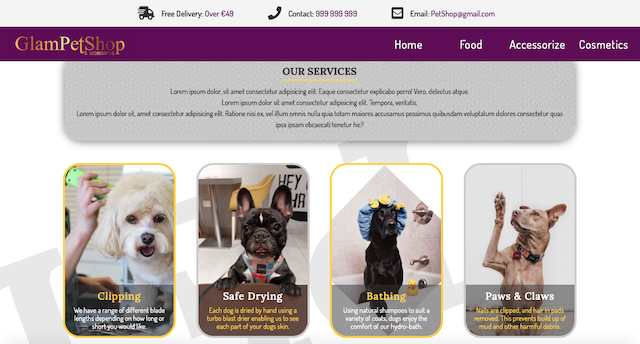 Free Delivery: Over €49 Contact: 999 999 999 Email: PetShop@gmail.com
GlamPetShop
& ACCESSORIES
Home Food Accessorize Cosmetics
OUR SERVICES
Lorem ipsum dolor, sit amet consectetur adipisicing elit. Eaque consectetur explicabo porro! Vero, delectus atque.
Lorem ipsum dolor sit amet consectetur adipisicing elit. Tempora, veritatis.
Lorem ipsum dolor sit, amet consectetur adipisicing elit. Ratione nisi ex, vel illum omnis nulla quia totam maiores accusamus possimus quibusdam voluptatum dolores consectetur quas
ipsa ipsam obcaecati tenetur hic?
HEY
Clipping
We have a range of different blade
lengths depending on how long or
short you would like.
Safe Drying
Each dog is dried by hand using a
turbo blast drier enabling us to see
each part of your dogs skin.
Bathing
Using natural shampoos to suit a
variety of coats, dogs enjoy the
comfort of our hydro-bath.
Paws & Claws
Nails are clipped, and hair in pads
removed. This prevents build up of
mud and other harmful debris.